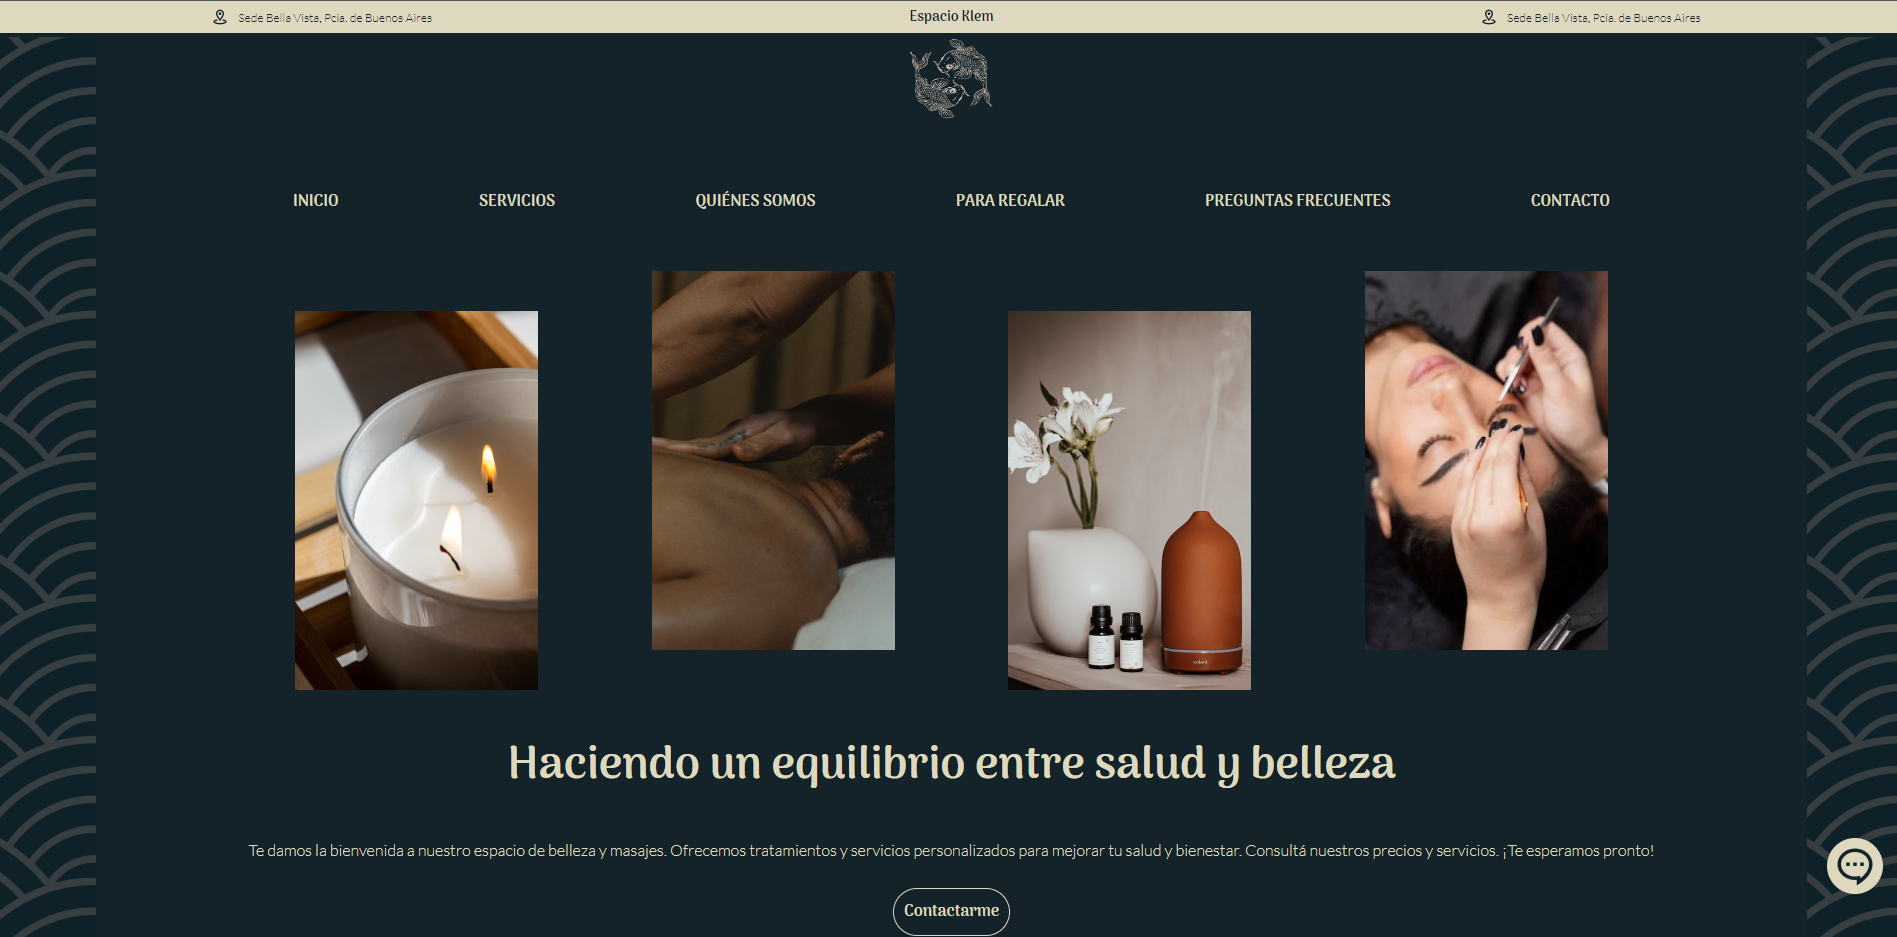 Sede Bella Vista, Pcia. de Buenos Aires
Espacio Klem
Sede Bella Vista, Pcia. de Buenos Aires
INICIO
SERVICIOS
QUIÉNES SOMOS
PARA REGALAR
PREGUNTAS FRECUENTES
CONTACTO
Haciendo un equilibrio entre salud y belleza
Te damos la bienvenida a nuestro espacio de belleza y masajes. Ofrecemos tratamientos y servicios personalizados para mejorar tu salud y bienestar. Consultá nuestros precios y servicios. ¡Te esperamos pronto!
Contactarme